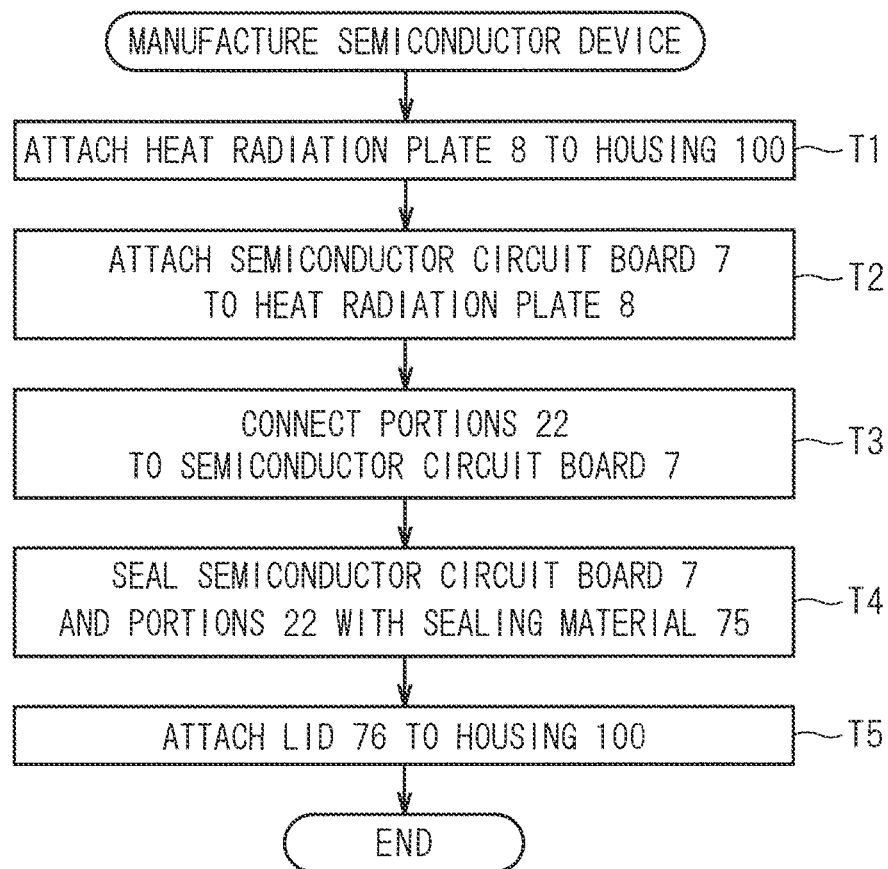 MANUFACTURE SEMICONDUCTOR DEVICE
ATTACH HEAT RADIATION PLATE 8 TO HOUSING 100
T1
ATTACH SEMICONDUCTOR CIRCUIT BOARD 7
TO HEAT RADIATION PLATE 8
T2
CONNECT PORTIONS 22
TO SEMICONDUCTOR CIRCUIT BOARD 7
T3
SEAL SEMICONDUCTOR CIRCUIT BOARD 7
AND PORTIONS 22 WITH SEALING MATERIAL 75
T4
ATTACH LID 76 TO HOUSING 100
T5
END